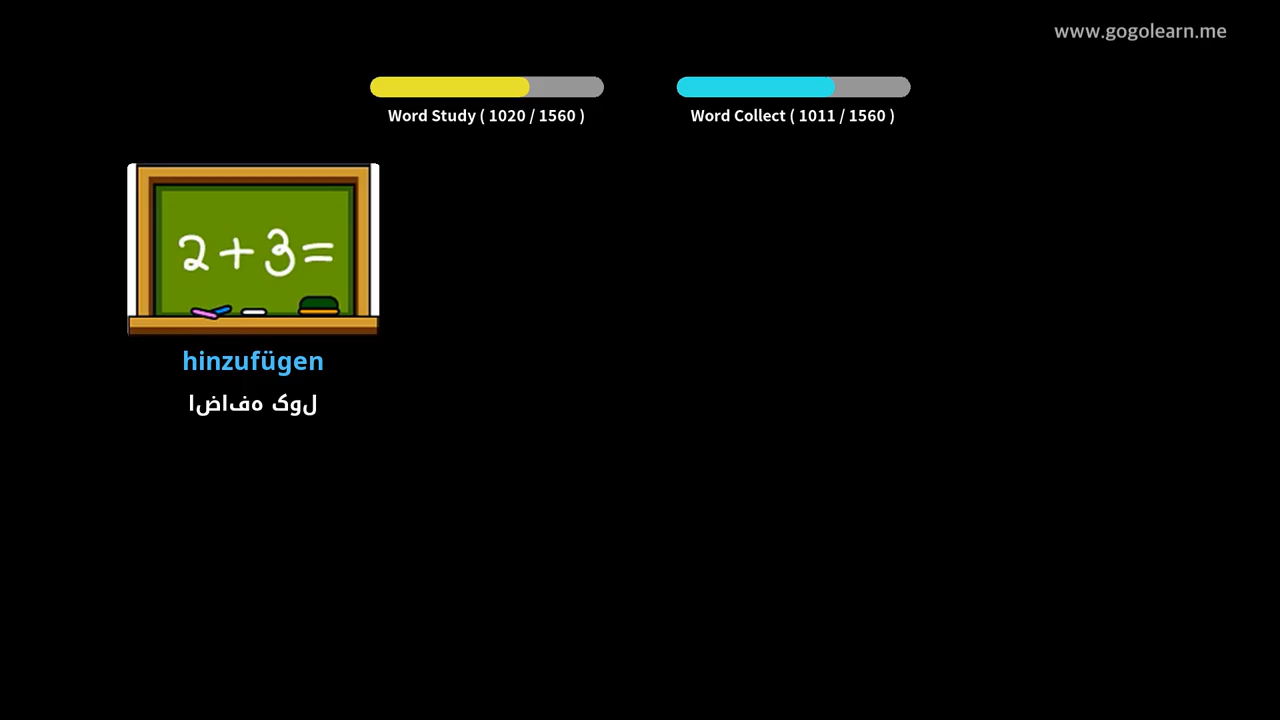 www.gogolearn.me
Word Study ( 1020 / 1560 )
Word Collect ( 1011 / 1560 )
2+3=
hinzufügen
اضافه کول